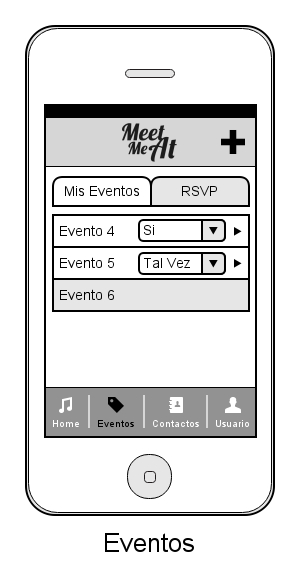 Meet
Me At
Mis Eventos RSVP
Evento 4 Si
Evento 5 Tal Vez
Evento 6
Home Eventos Contactos Usuario
Eventos